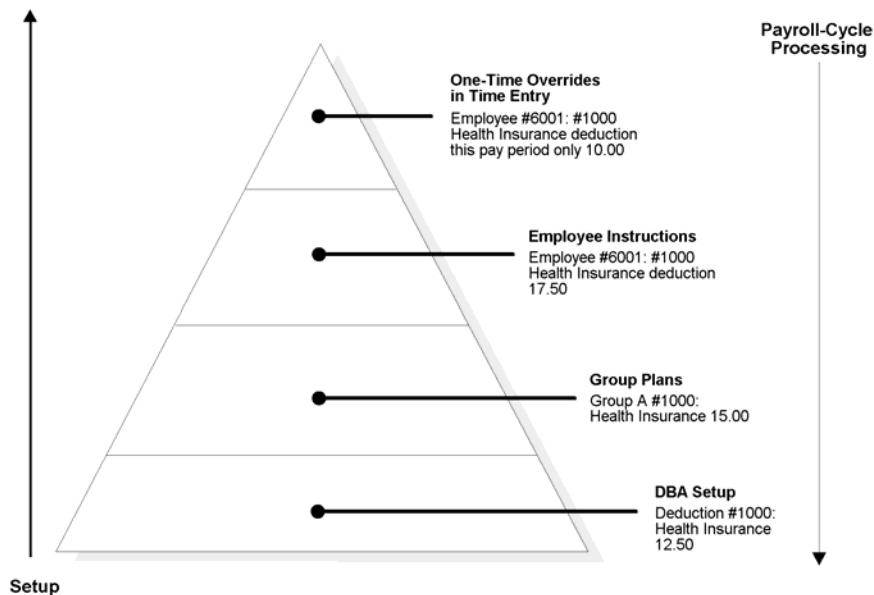 Payroll-Cycle
Processing
One-Time Overrides
in Time Entry
Employee #6001: #1000
Health Insurance deduction
this pay period only 10.00
Employee Instructions
Employee #6001: #1000
Health Insurance deduction
17.50
Group Plans
Group A #1000:
Health Insurance 15.00
DBA Setup
Deduction #1000:
Health Insurance
12.50
Setup